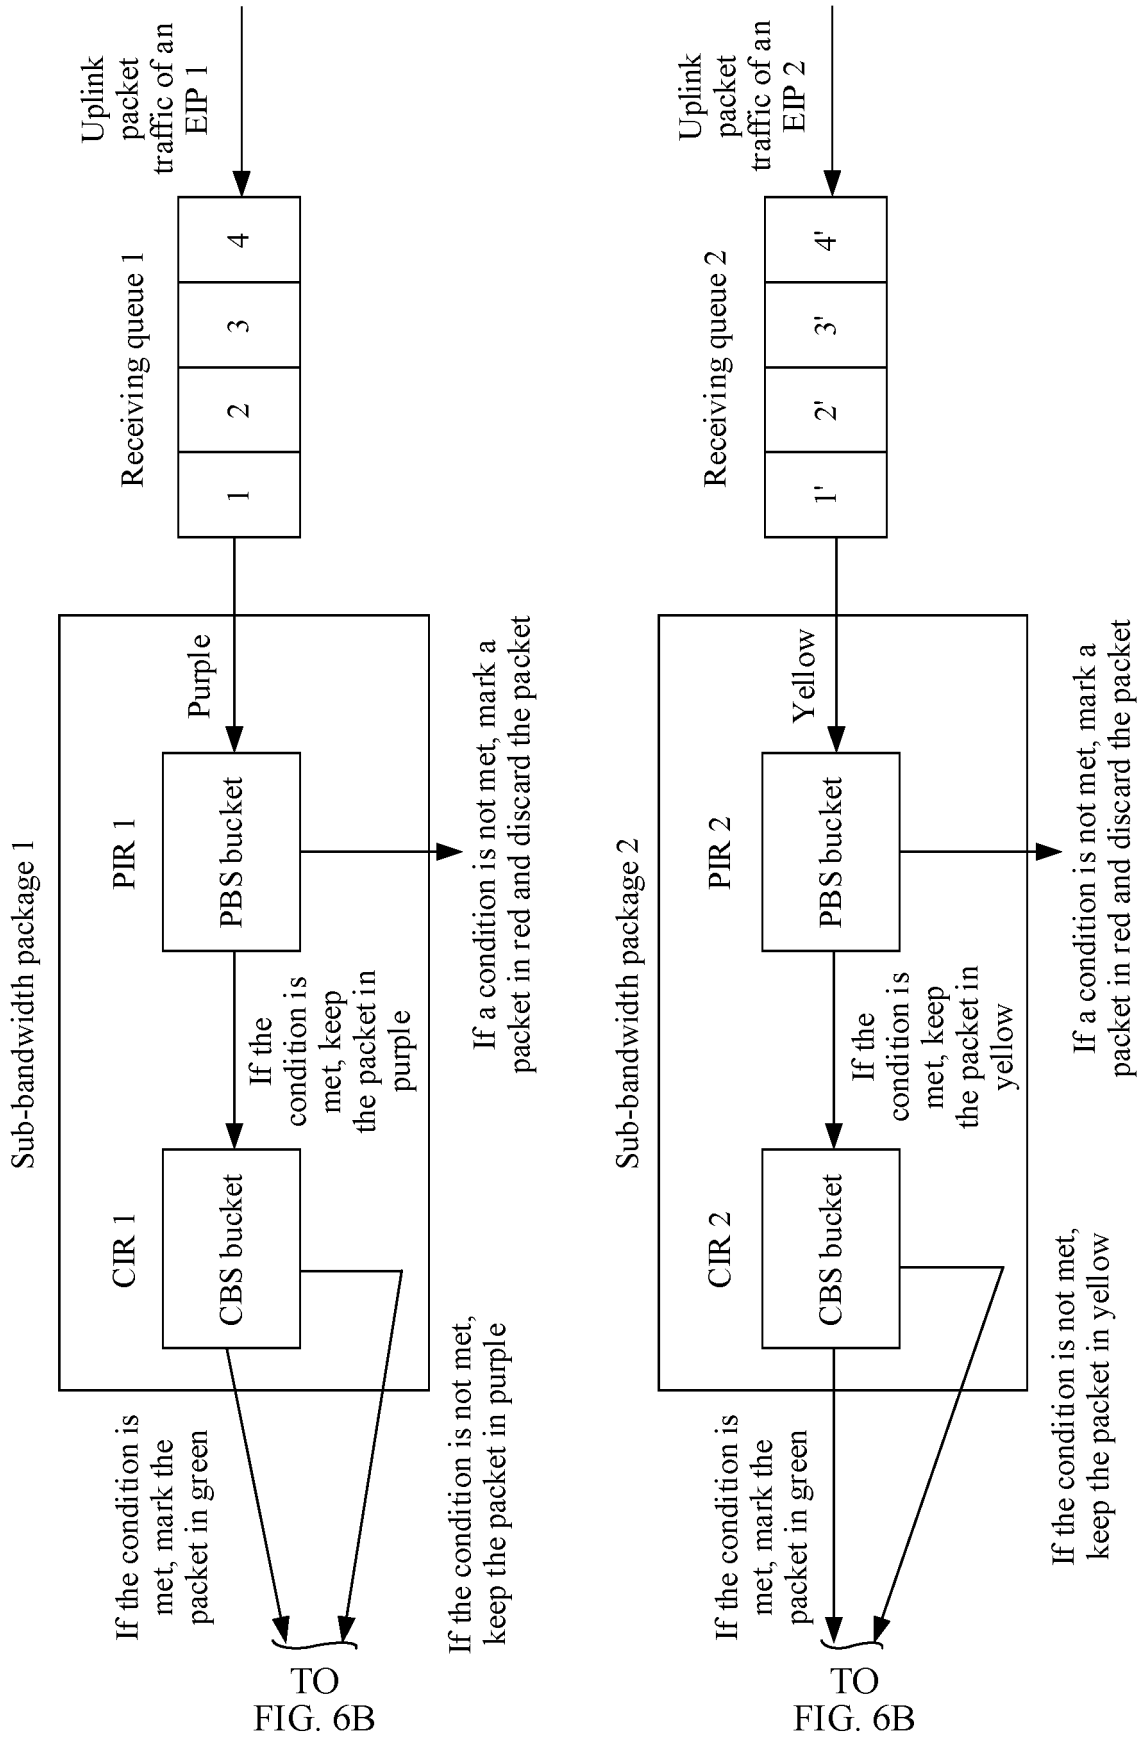 Uplink
packet
traffic of an
EIP 1
Receiving queue 1
1
2
3
4
Sub-bandwidth package 1
Purple
PIR 1
PBS bucket
If a condition is not met, mark a
packet in red and discard the packet
If the
condition is
met, keep
the packet in
purple
CIR 1
CBS bucket
If the condition is
met, mark the
packet in green
If the condition is not met,
keep the packet in purple
TO
FIG. 6B
Uplink
packet
traffic of an
EIP 2
Receiving queue 2
1'
2'
3'
4'
Sub-bandwidth package 2
Yellow
PIR 2
PBS bucket
If a condition is not met, mark a
packet in red and discard the packet
If the
condition is
met, keep
the packet in
yellow
CIR 2
CBS bucket
If the condition is
met, mark the
packet in green
If the condition is not met,
keep the packet in yellow
TO
FIG. 6B